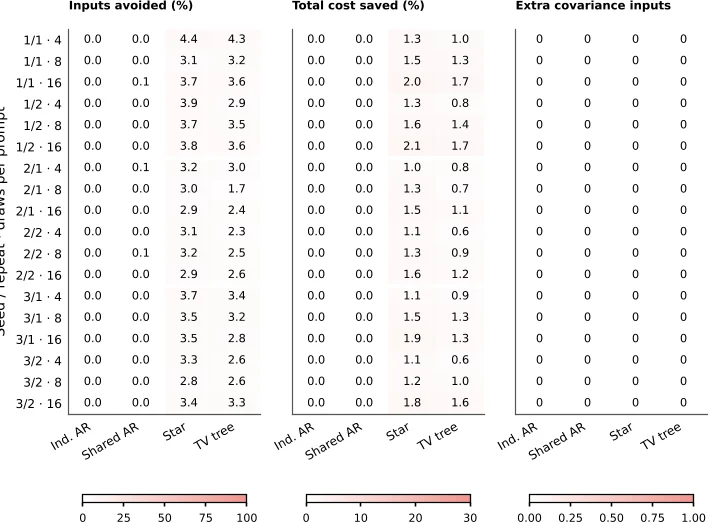 Inputs avoided (%) Total cost saved (%) Extra covariance inputs
1/1 · 4 0.0 0.0 4.4 4.3 0.0 0.0 1.3 1.0 0 0 0 0
1/1 · 8 0.0 0.0 3.1 3.2 0.0 0.0 1.5 1.3 0 0 0 0
1/1 · 16 0.0 0.1 3.7 3.6 0.0 0.0 2.0 1.7 0 0 0 0
1/2 · 4 0.0 0.0 3.9 2.9 0.0 0.0 1.3 0.8 0 0 0 0
1/2 · 8 0.0 0.0 3.7 3.5 0.0 0.0 1.6 1.4 0 0 0 0
1/2 · 16 0.0 0.0 3.8 3.6 0.0 0.0 2.1 1.7 0 0 0 0
2/1 · 4 0.0 0.1 3.2 3.0 0.0 0.0 1.0 0.8 0 0 0 0
2/1 · 8 0.0 0.0 3.0 1.7 0.0 0.0 1.3 0.7 0 0 0 0
2/1 · 16 0.0 0.0 2.9 2.4 0.0 0.0 1.5 1.1 0 0 0 0
2/2 · 4 0.0 0.0 3.1 2.3 0.0 0.0 1.1 0.6 0 0 0 0
2/2 · 8 0.0 0.1 3.2 2.5 0.0 0.0 1.3 0.9 0 0 0 0
2/2 · 16 0.0 0.0 2.9 2.6 0.0 0.0 1.6 1.2 0 0 0 0
3/1 · 4 0.0 0.0 3.7 3.4 0.0 0.0 1.1 0.9 0 0 0 0
3/1 · 8 0.0 0.0 3.5 3.2 0.0 0.0 1.5 1.3 0 0 0 0
3/1 · 16 0.0 0.0 3.5 2.8 0.0 0.0 1.9 1.3 0 0 0 0
3/2 · 4 0.0 0.0 3.3 2.6 0.0 0.0 1.1 0.6 0 0 0 0
3/2 · 8 0.0 0.0 2.8 2.6 0.0 0.0 1.2 1.0 0 0 0 0
3/2 · 16 0.0 0.0 3.4 3.3 0.0 0.0 1.8 1.6 0 0 0 0
Ind. AR Shared AR Star TV tree Ind. AR Shared AR Star TV tree Ind. AR Shared AR Star TV tree
0 25 50 75 100 0 10 20 30 0.00 0.25 0.50 0.75 1.00
Seed / repeat · draws per prompt